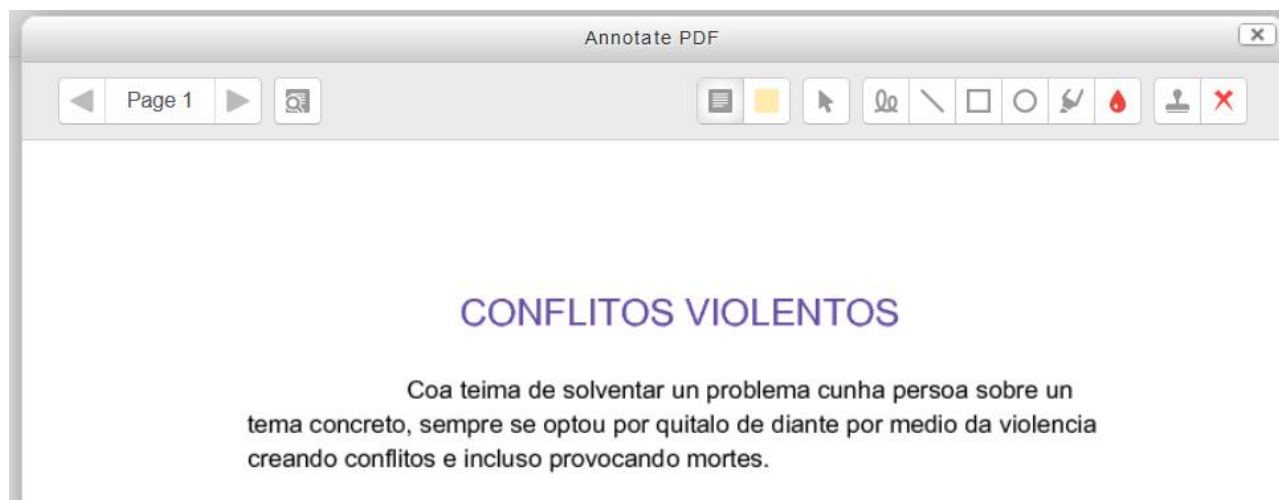 Annotate PDF
Page 1
CONFLITOS VIOLENTOS
Coa teima de solventar un problema cunha persoa sobre un
tema concreto, sempre se optou por quitalo de diante por medio da violencia
creando conflitos e incluso provocando mortes.